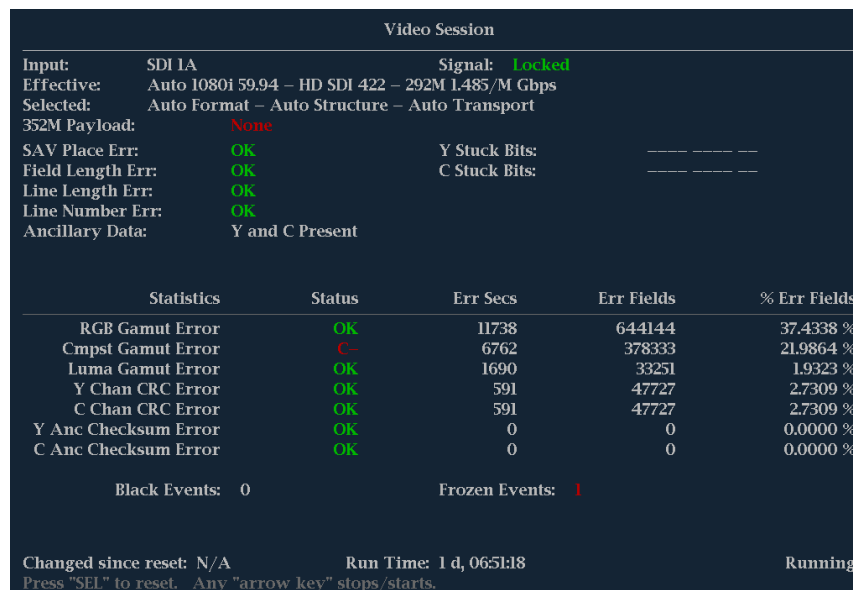 Video Session
Input: SDI 1A Signal: Locked
Effective: Auto 1080i 59.94 – HD SDI 422 – 292M 1.485/M Gbps
Selected: Auto Format – Auto Structure – Auto Transport
352M Payload: None
SAV Place Err: OK Y Stuck Bits: –––– –––– ––
Field Length Err: OK C Stuck Bits: –––– –––– ––
Line Length Err: OK
Line Number Err: OK
Ancillary Data: Y and C Present
Statistics Status Err Secs Err Fields % Err Fields
RGB Gamut Error OK 11738 644144 37.4338 %
Cmpst Gamut Error C– 6762 378333 21.9864 %
Luma Gamut Error OK 1690 33251 1.9323 %
Y Chan CRC Error OK 591 47727 2.7309 %
C Chan CRC Error OK 591 47727 2.7309 %
Y Anc Checksum Error OK 0 0 0.0000 %
C Anc Checksum Error OK 0 0 0.0000 %
Black Events: 0 Frozen Events: 1
Changed since reset: N/A Run Time: 1 d, 06:51:18 Running
Press "SEL" to reset. Any "arrow key" stops/starts.